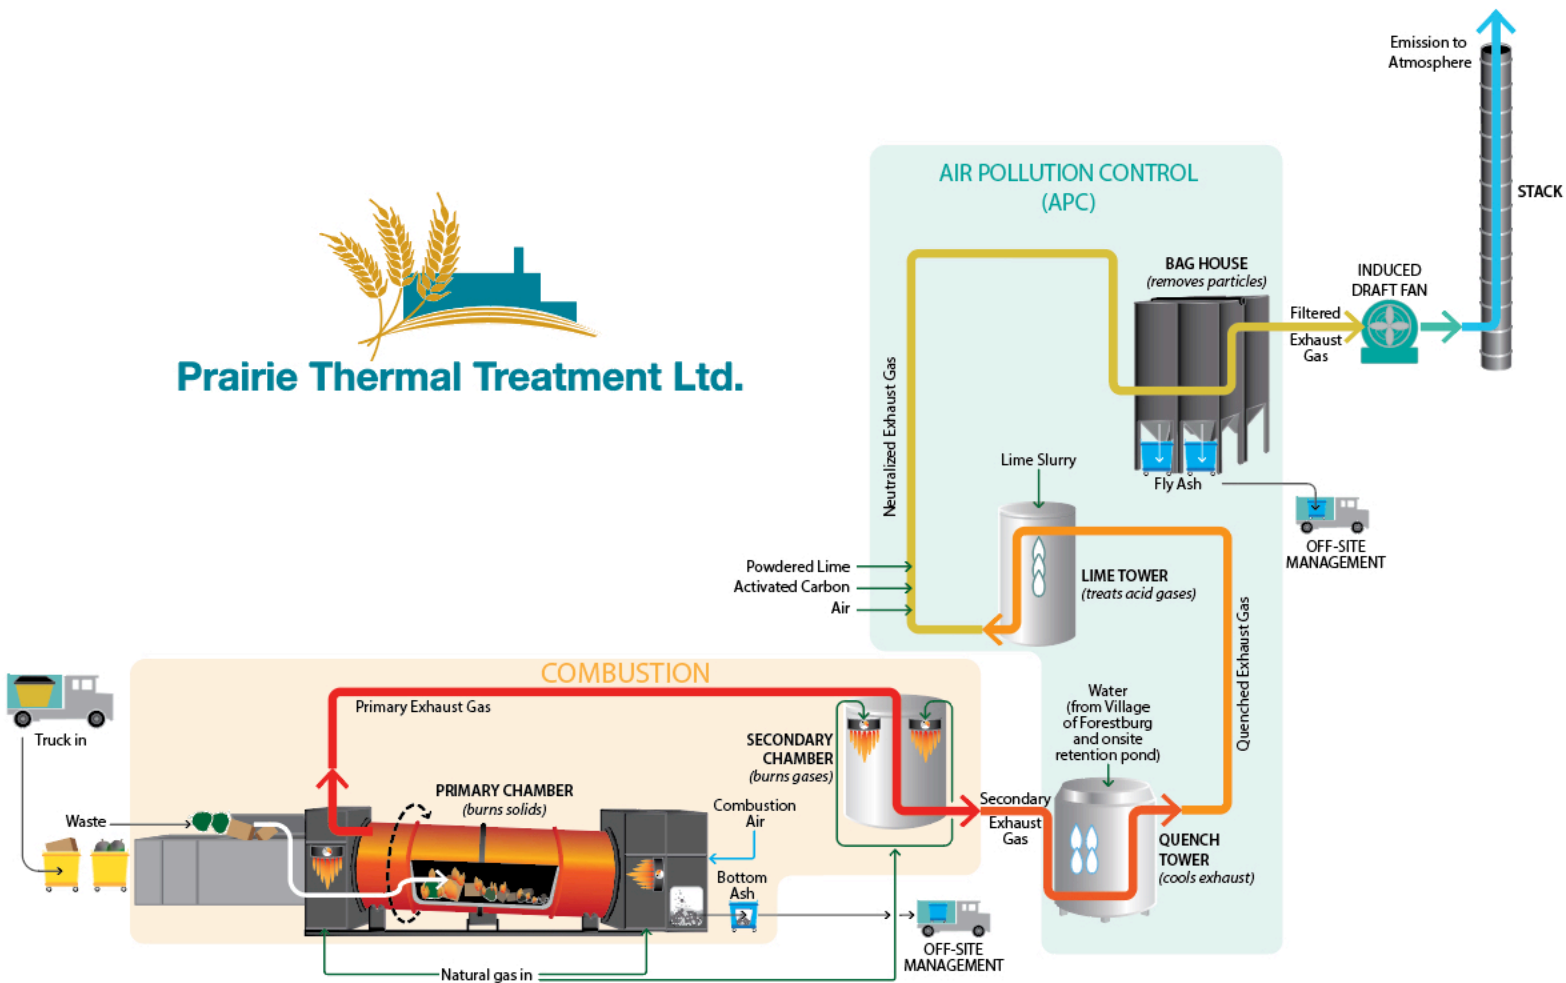 Emission to
Atmosphere
STACK
AIR POLLUTION CONTROL
(APC)
BAG HOUSE
(removes particles)
INDUCED
DRAFT FAN
Filtered
Exhaust
Gas
Prairie Thermal Treatment Ltd.
Neutralized Exhaust Gas
Lime Slurry
Fly Ash
OFF-SITE
MANAGEMENT
Powdered Lime
Activated Carbon
Air
LIME TOWER
(treats acid gases)
Quenched Exhaust Gas
COMBUSTION
Truck in
Primary Exhaust Gas
SECONDARY
CHAMBER
(burns gases)
Water
(from Village
of Forestburg
and onsite
retention pond)
PRIMARY CHAMBER
(burns solids)
Combustion
Air
Secondary
Exhaust
Gas
Waste
QUENCH
TOWER
(cools exhaust)
Bottom
Ash
OFF-SITE
MANAGEMENT
Natural gas in